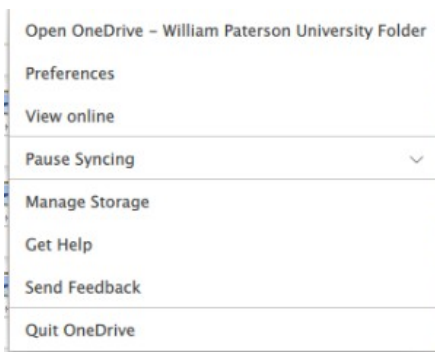 Open OneDrive – William Paterson University Folder
Preferences
View online
Pause Syncing
Manage Storage
Get Help
Send Feedback
Quit OneDrive